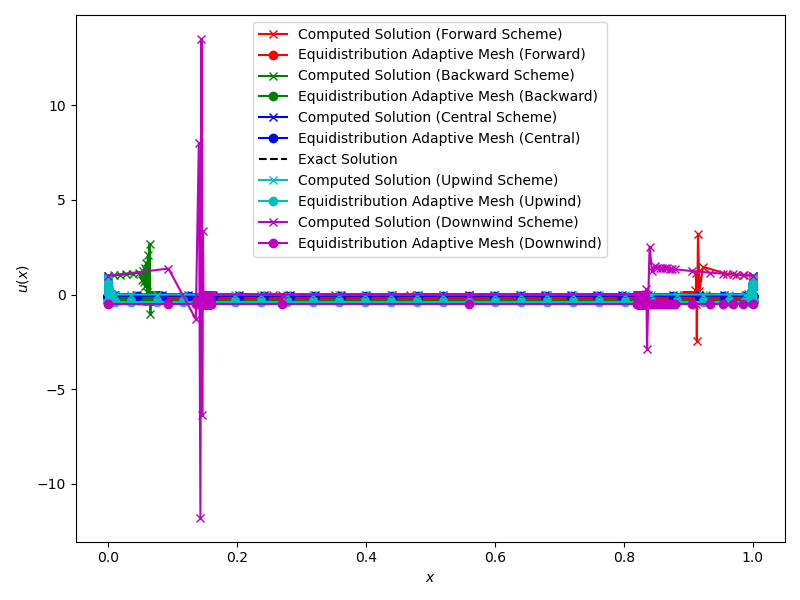 Computed Solution (Forward Scheme)
Equidistribution Adaptive Mesh (Forward)
Computed Solution (Backward Scheme)
Equidistribution Adaptive Mesh (Backward)
Computed Solution (Central Scheme)
Equidistribution Adaptive Mesh (Central)
Exact Solution
Computed Solution (Upwind Scheme)
Equidistribution Adaptive Mesh (Upwind)
Computed Solution (Downwind Scheme)
Equidistribution Adaptive Mesh (Downwind)
10
5
0
−5
−10
u(x)
0.0 0.2 0.4 0.6 0.8 1.0
x